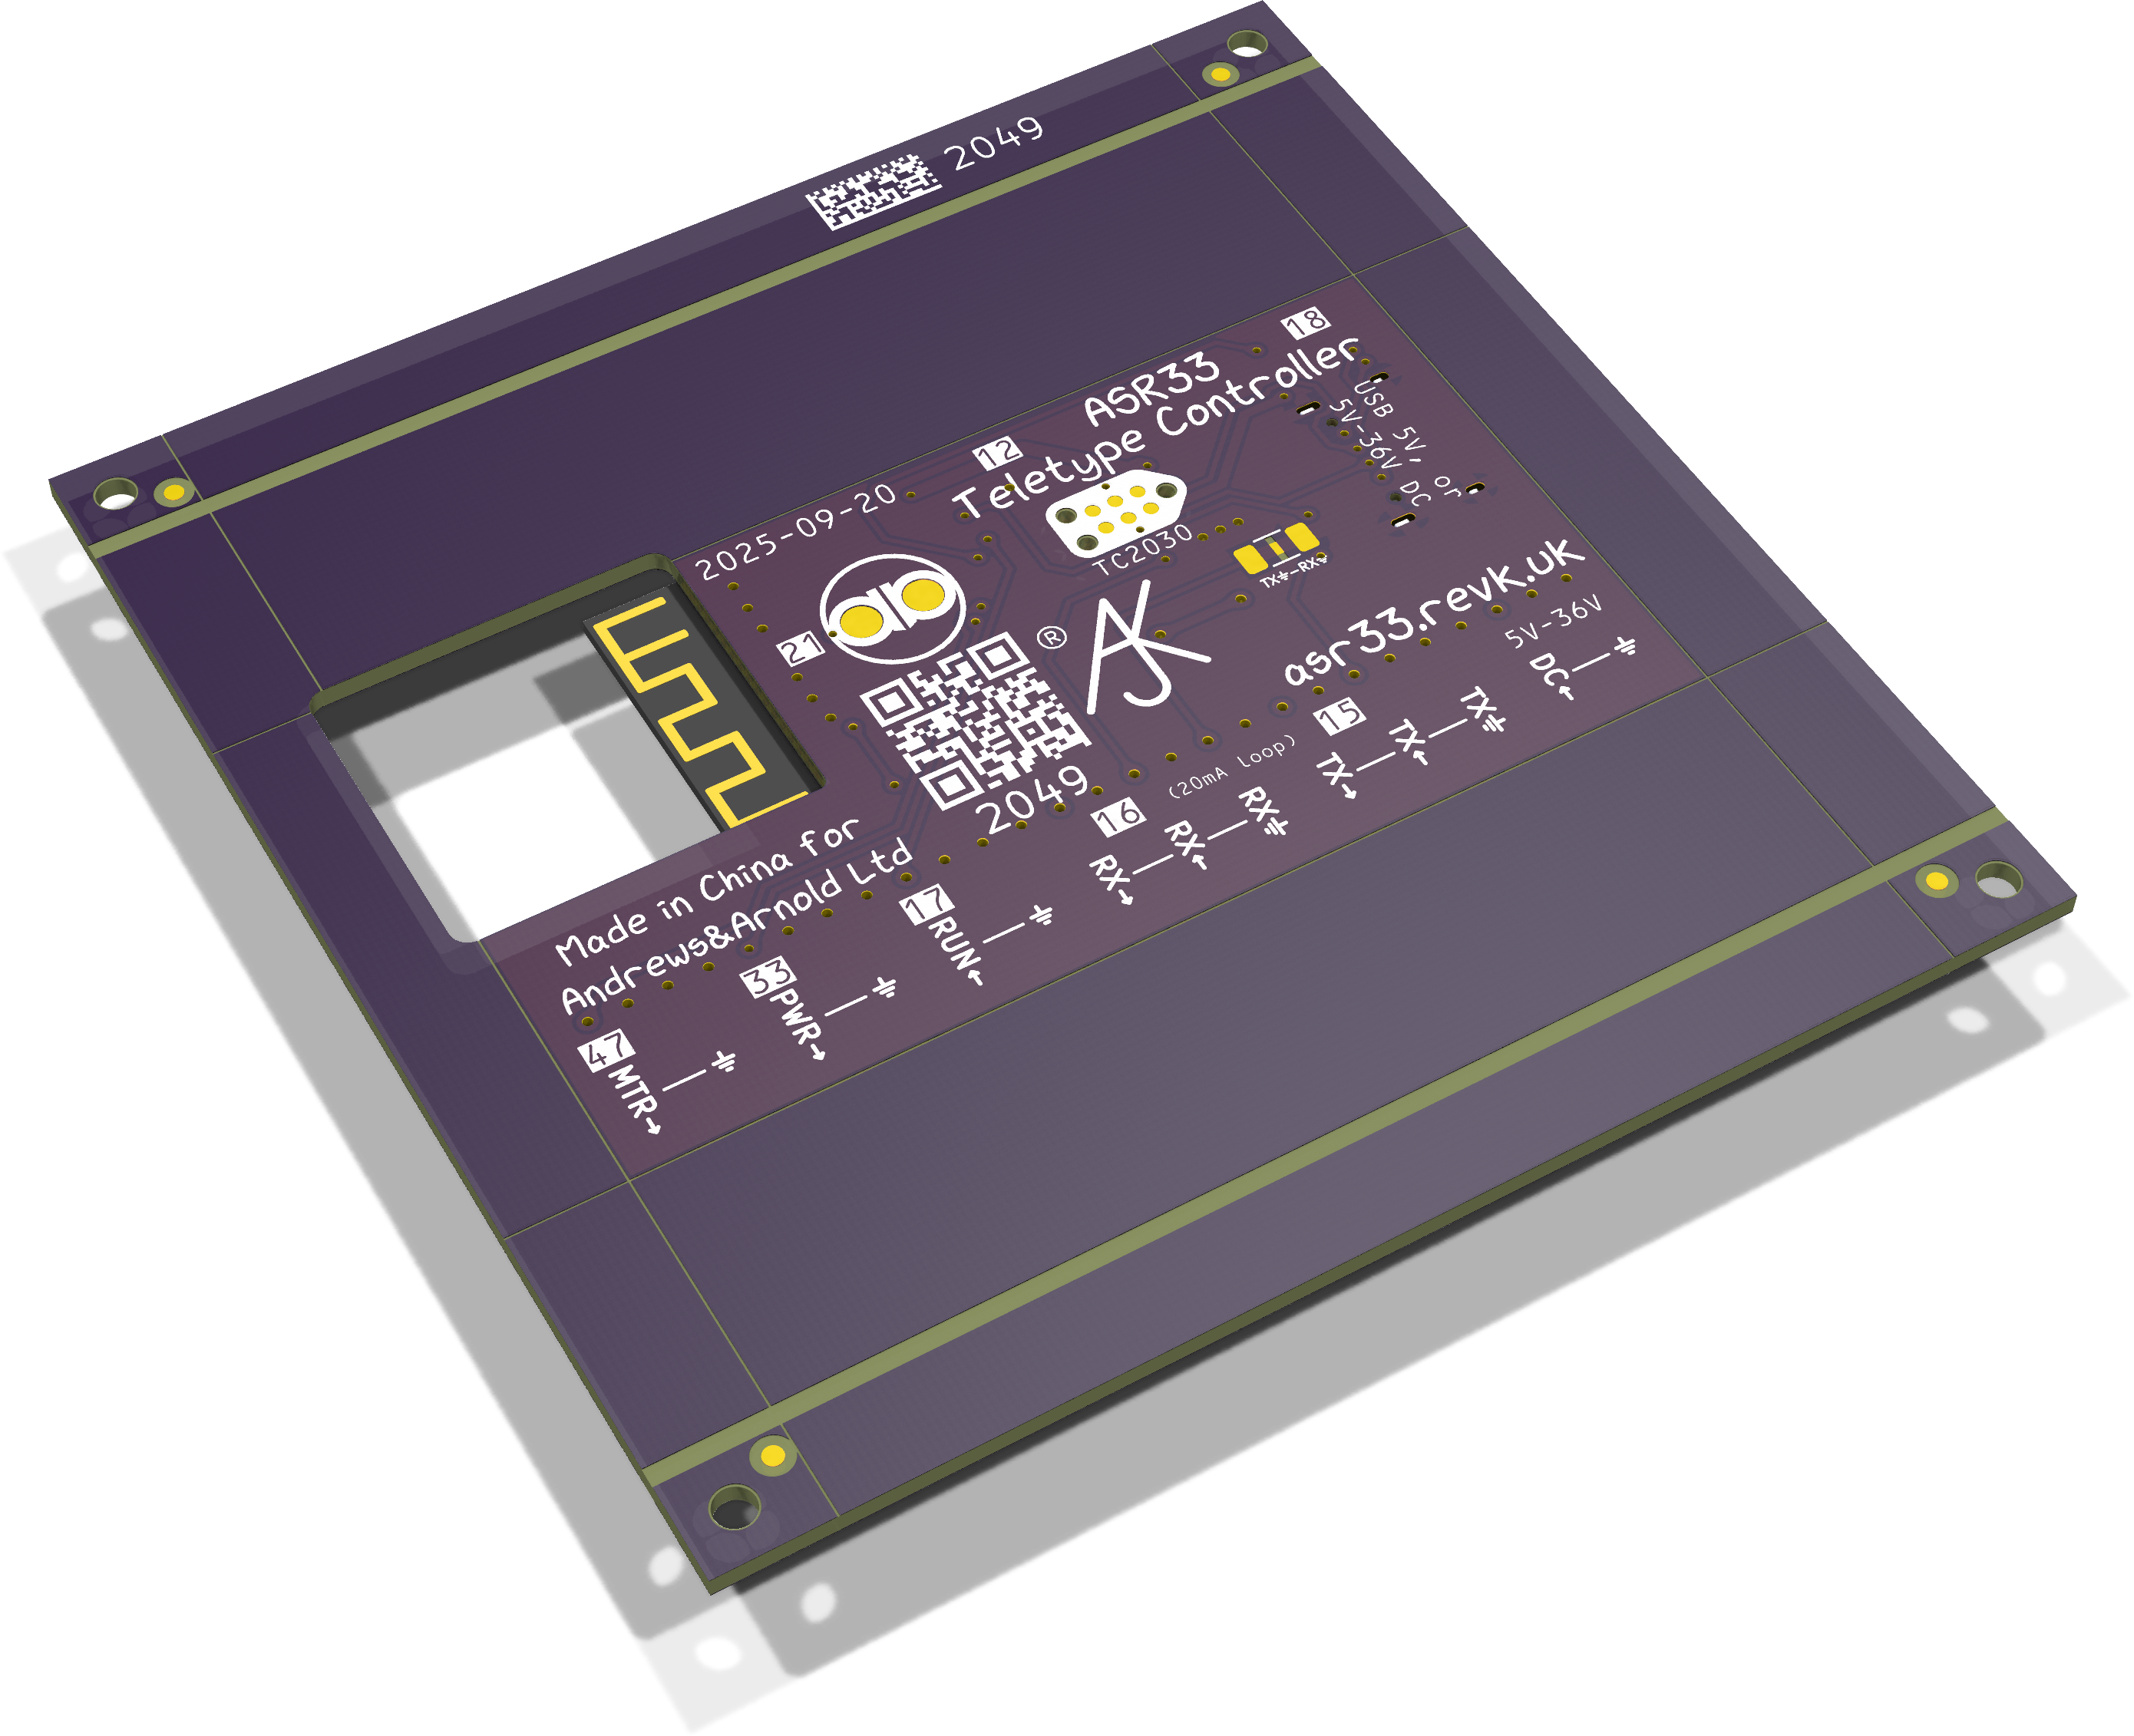 2049
18
ASR33
Teletype Controller
12
USB 5V, or
5V-36V DC
2025-09-20
TC2030
TX⏚-RX⏚
21
®
asr33.revk.uk
5V-36V
DC
15
TX TX TX
(20mA Loop)
2049
16
RX RX RX
Made in China for
Andrews&Arnold Ltd
17
RUN
33
PWR
47
MTR